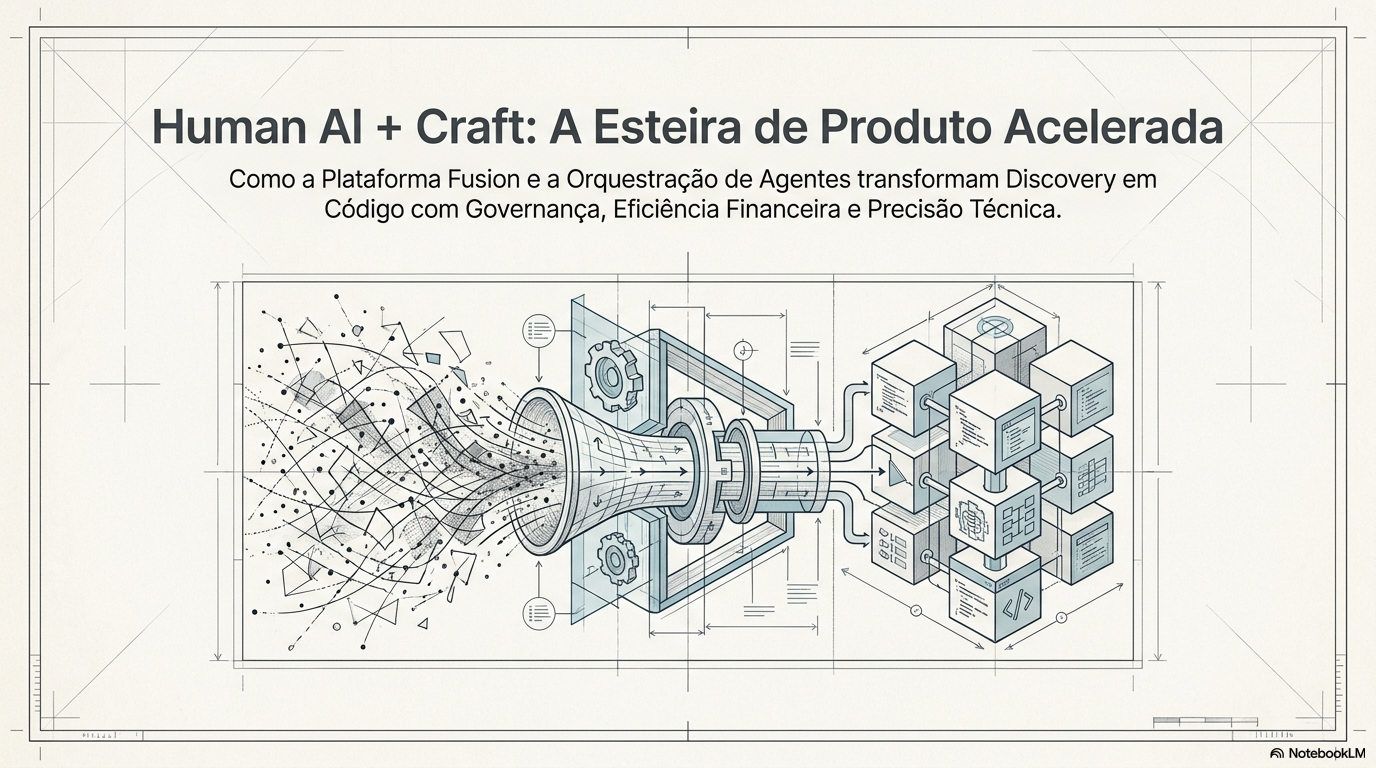 Human AI + Craft: A Esteira de Produto Acelerada
Como a Plataforma Fusion e a Orquestração de Agentes transformam Discovery em
Código com Governança, Eficiência Financeira e Precisão Técnica.
</>
NotebookLM